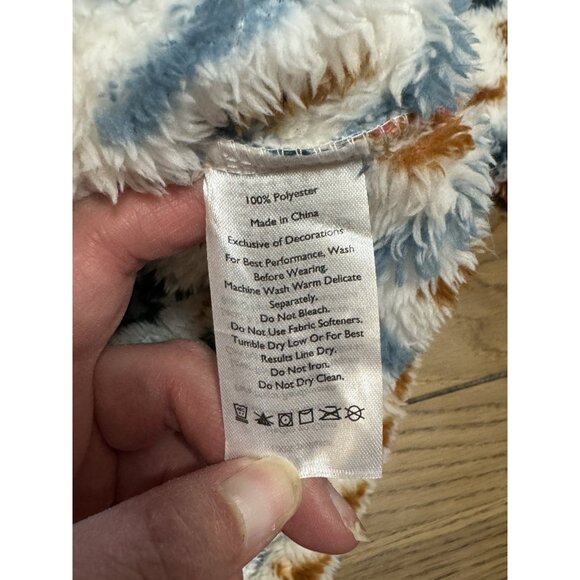 100% Polyester
Made in China
Exclusive of Decorations
For Best Performance, Wash
Before Wearing.
Machine Wash Warm Delicate
Separately.
Do Not Bleach.
Do Not Use Fabric Softeners,
Tumble Dry Low Or For Best
Results Line Dry.
Do Not Iron.
Do Not Dry Clean.